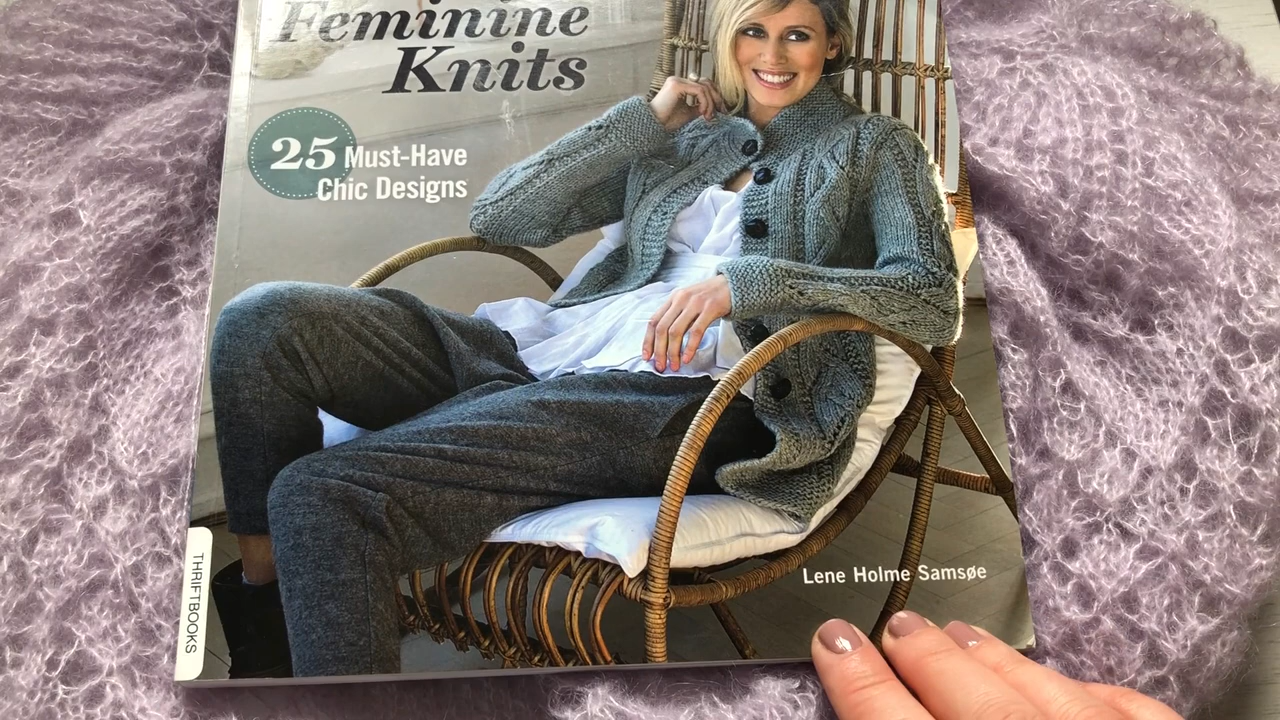 Feminine
Knits
25 Must-Have
Chic Designs
Lene Holme Samsøe
THRIFTBOOKS